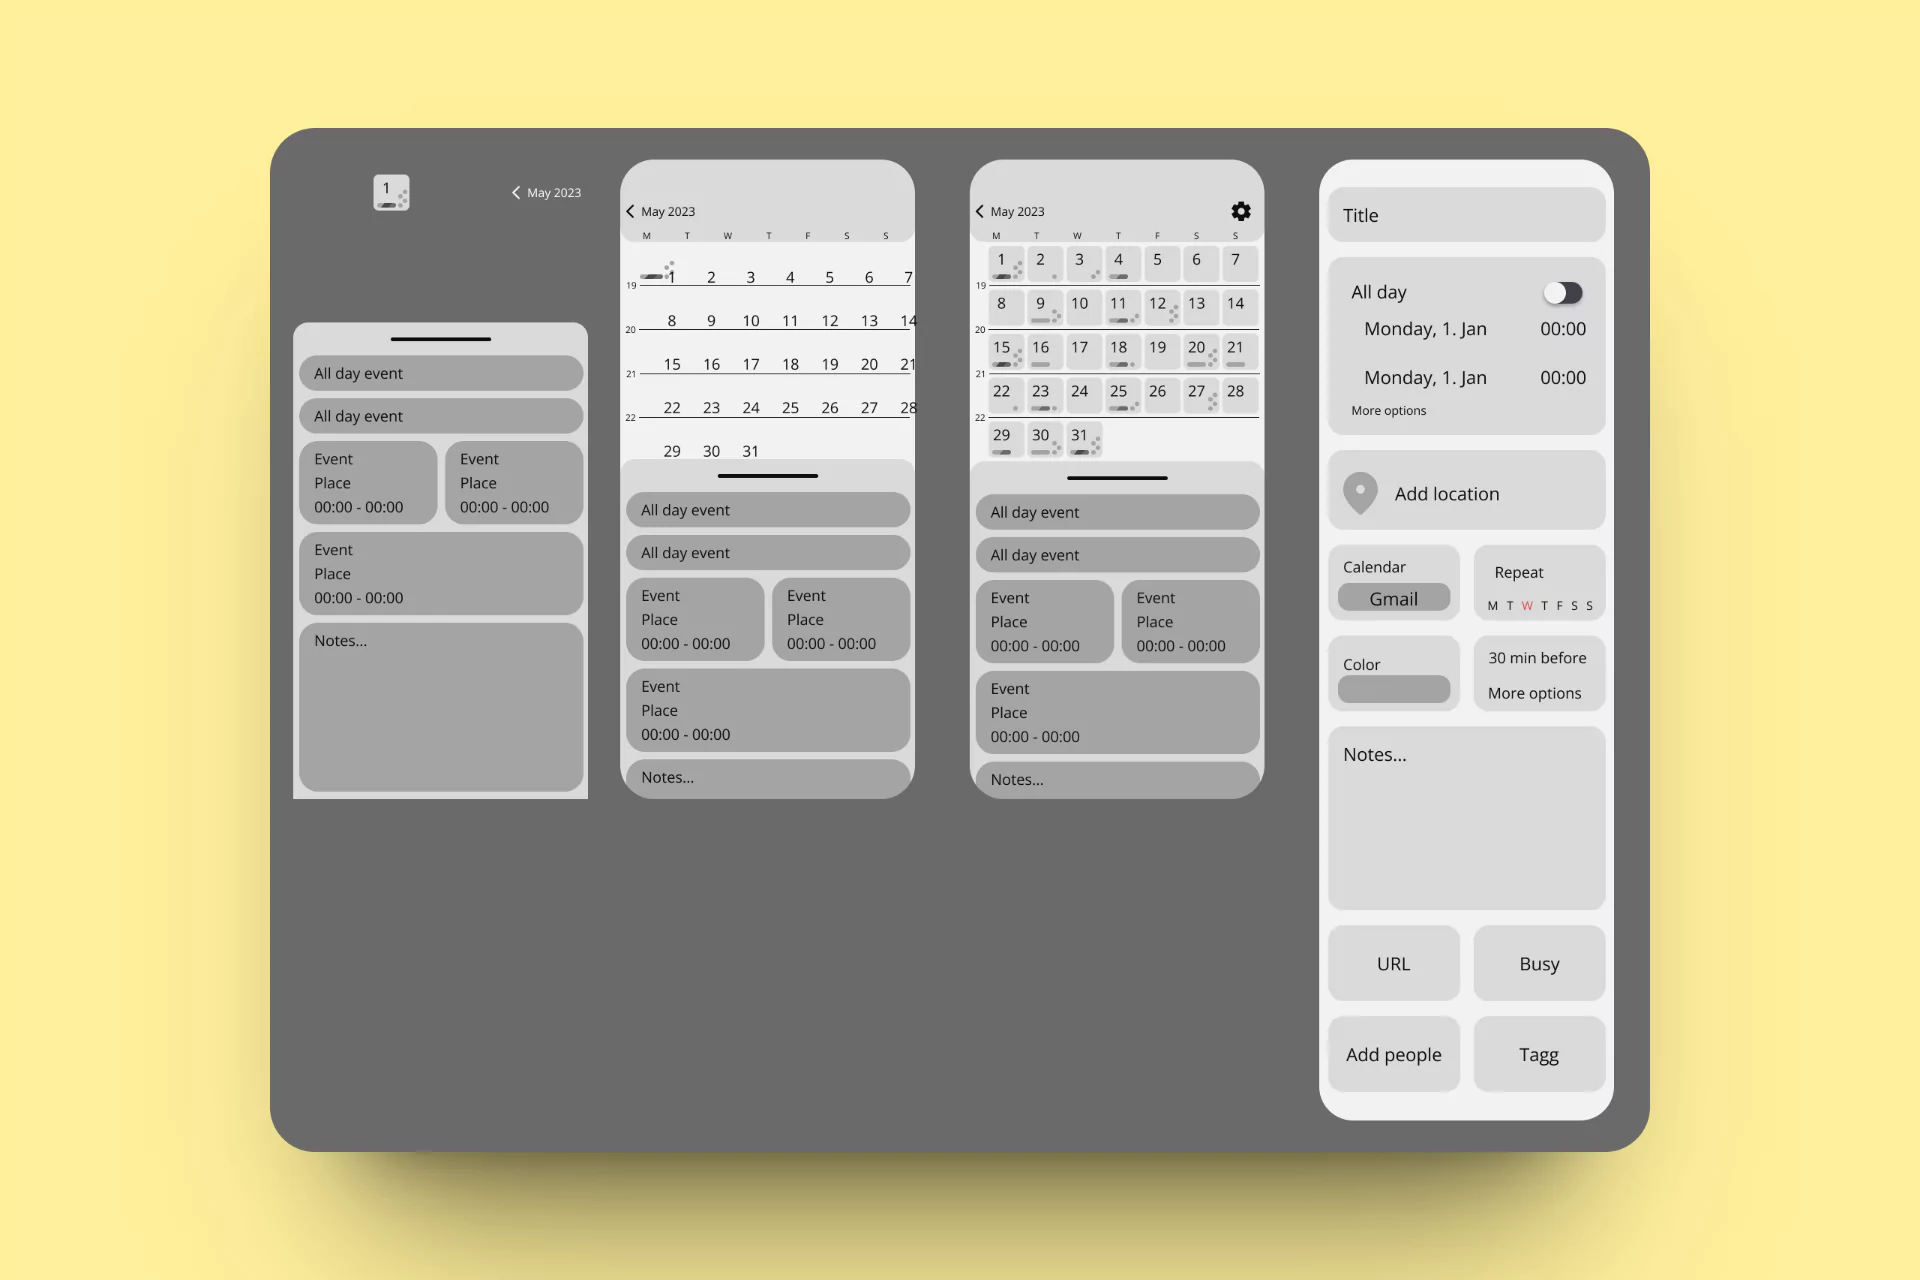 1
May 2023
All day event
All day event
Event
Place
00:00 - 00:00
Event
Place
00:00 - 00:00
Event
Place
00:00 - 00:00
Notes...
May 2023
M T W T F S S
1 2 3 4 5 6 7
19
8 9 10 11 12 13 14
20
15 16 17 18 19 20 21
21
22 23 24 25 26 27 28
22
29 30 31
All day event
All day event
Event
Place
00:00 - 00:00
Event
Place
00:00 - 00:00
Event
Place
00:00 - 00:00
Notes...
May 2023
M T W T F S S
1 2 3 4 5 6 7
19
8 9 10 11 12 13 14
20
15 16 17 18 19 20 21
21
22 23 24 25 26 27 28
22
29 30 31
All day event
All day event
Event
Place
00:00 - 00:00
Event
Place
00:00 - 00:00
Event
Place
00:00 - 00:00
Notes...
Title
All day
Monday, 1. Jan 00:00
Monday, 1. Jan 00:00
More options
Add location
Calendar
Gmail
Repeat
M T W T F S S
Color
30 min before
More options
Notes...
URL
Busy
Add people
Tagg